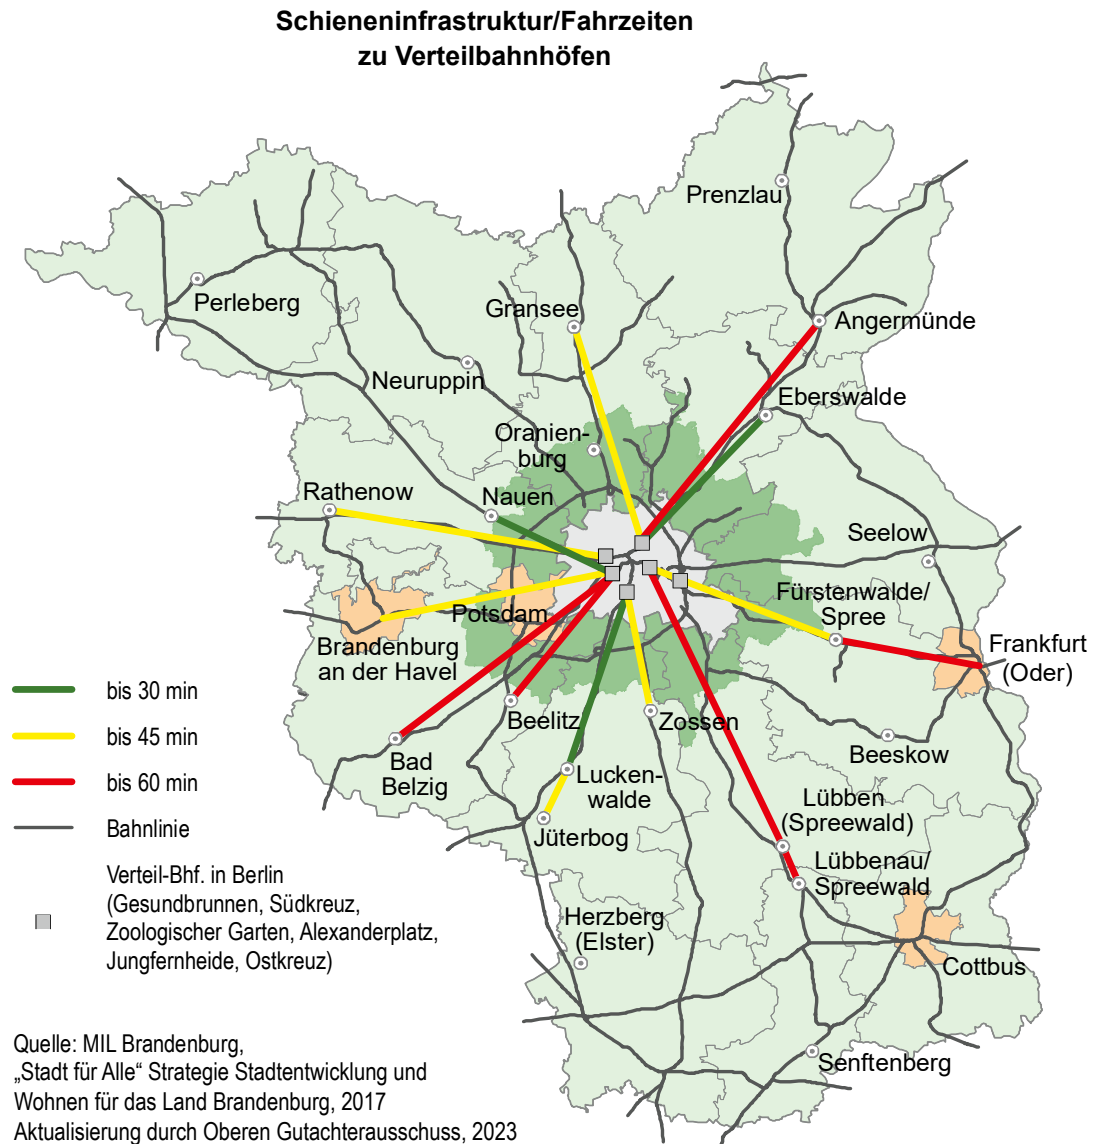 Schieneninfrastruktur/Fahrzeiten
zu Verteilbahnhöfen
Prenzlau
Perleberg
Gransee
Angermünde
Neuruppin
Eberswalde
Oranien-
burg
Rathenow
Nauen
Seelow
Fürstenwalde/
Spree
Potsdam
Brandenburg
an der Havel
Frankfurt
(Oder)
bis 30 min
bis 45 min
bis 60 min
Bahnlinie
Beelitz
Zossen
Beeskow
Bad
Belzig
Lucken-
walde
Lübben
(Spreewald)
Jüterbog
Lübbenau/
Spreewald
Verteil-Bhf. in Berlin
(Gesundbrunnen, Südkreuz,
Zoologischer Garten, Alexanderplatz,
Jungfernheide, Ostkreuz)
Herzberg
(Elster)
Cottbus
Senftenberg
Quelle: MIL Brandenburg,
„Stadt für Alle“ Strategie Stadtentwicklung und
Wohnen für das Land Brandenburg, 2017
Aktualisierung durch Oberen Gutachterausschuss, 2023